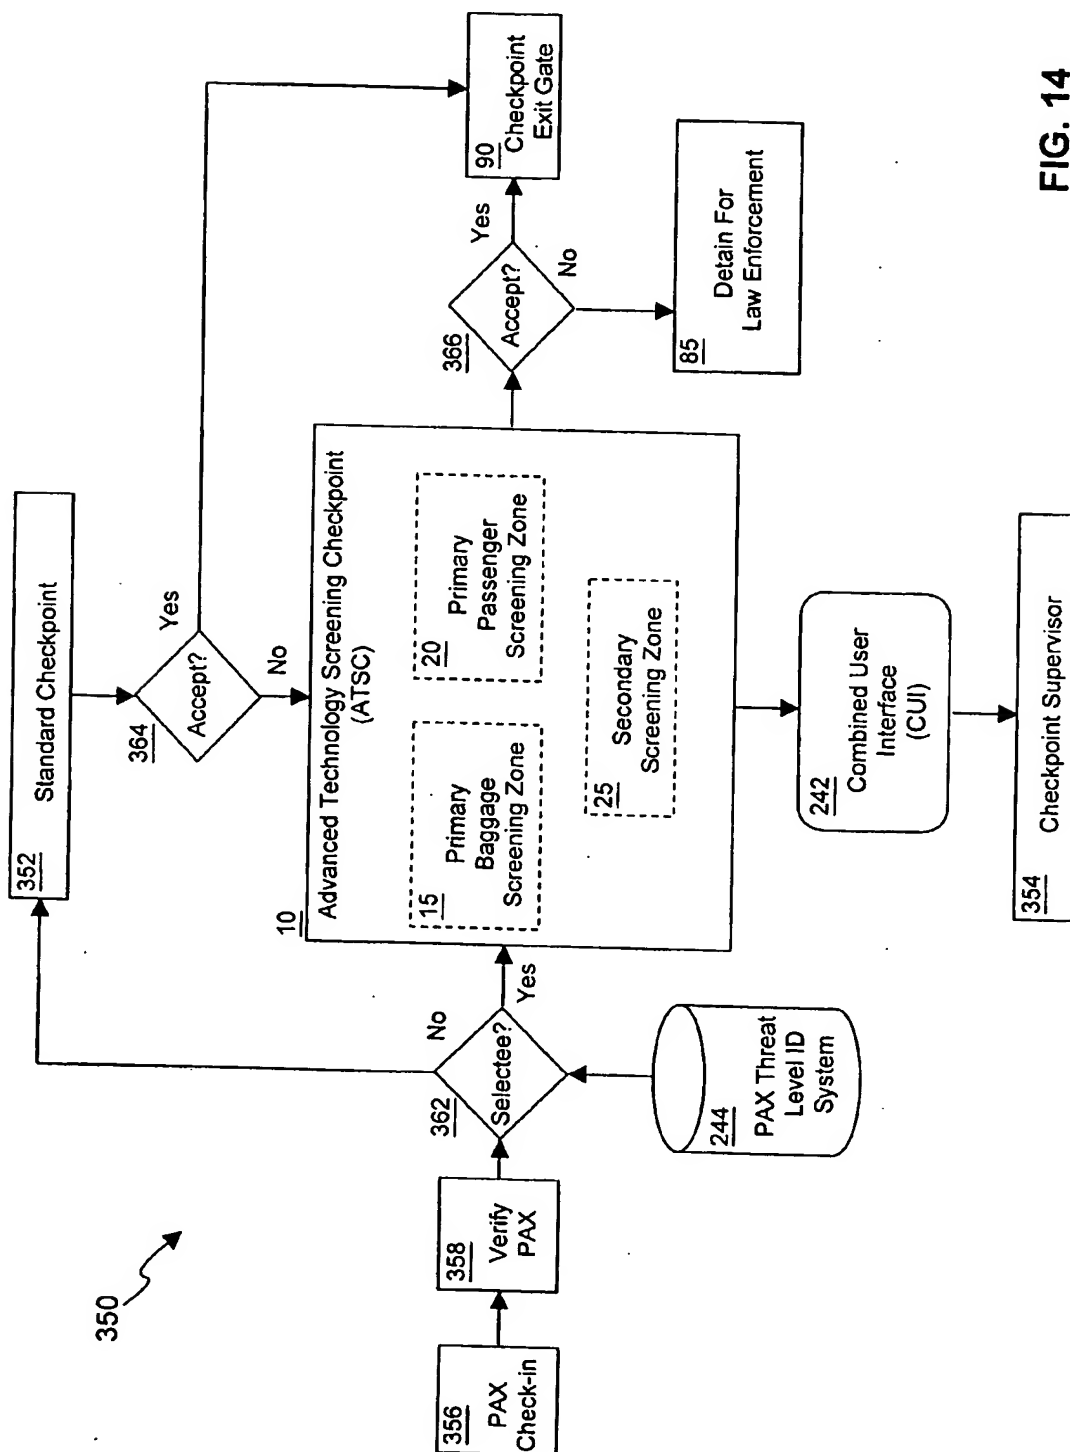 350
356
PAX
Check-in
358
Verify
PAX
362
Selectee?
No
Yes
244
PAX Threat
Level ID
System
352
Standard Checkpoint
364
Accept?
Yes
No
10
Advanced Technology Screening Checkpoint
(ATSC)
15
Primary
Baggage
Screening Zone
20
Primary
Passenger
Screening Zone
25
Secondary
Screening Zone
242
Combined User
Interface
(CUI)
354
Checkpoint Supervisor
366
Accept?
Yes
No
90
Checkpoint
Exit Gate
85
Detain For
Law Enforcement
FIG. 14